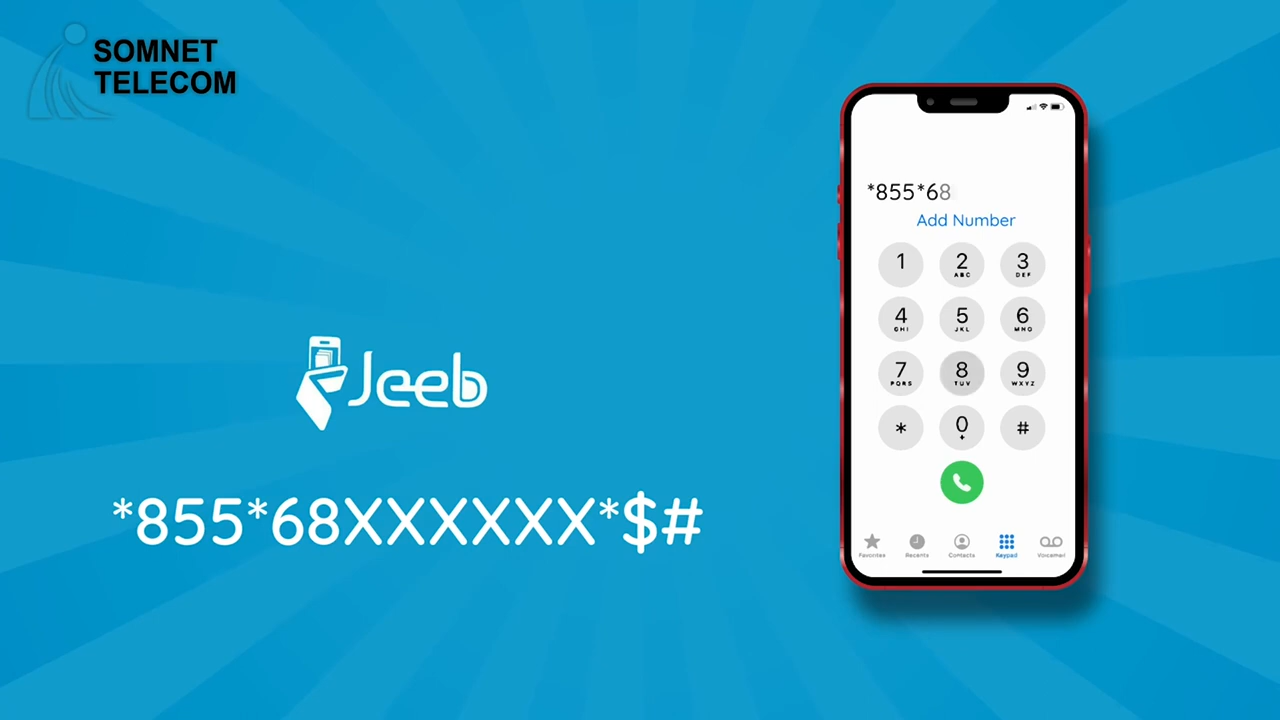 SOMNET
TELECOM
Jeeb
*855*68XXXXXX*$#
*855*68
Add Number
1
2
ABC
3
DEF
4
GHI
5
JKL
6
MNO
7
PQRS
8
TUV
9
WXYZ
*
0
+
#
Favorites
Recents
Contacts
Keypad
Voicemail